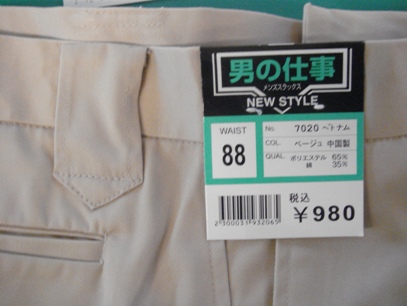 男の仕事
メンズスラックス
NEW STYLE
WAIST
88
No. 7020 ベトナム
COL. ベージュ 中国製
QUAL. ポリエステル 65%
綿 35%
税込
¥980
2300031932065